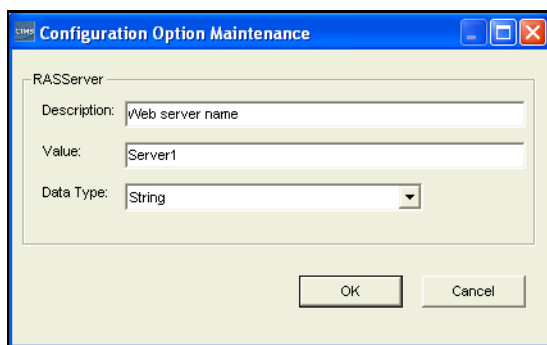 CIMS Configuration Option Maintenance
RASServer
Description: Web server name
Value: Server1
Data Type: String
OK Cancel